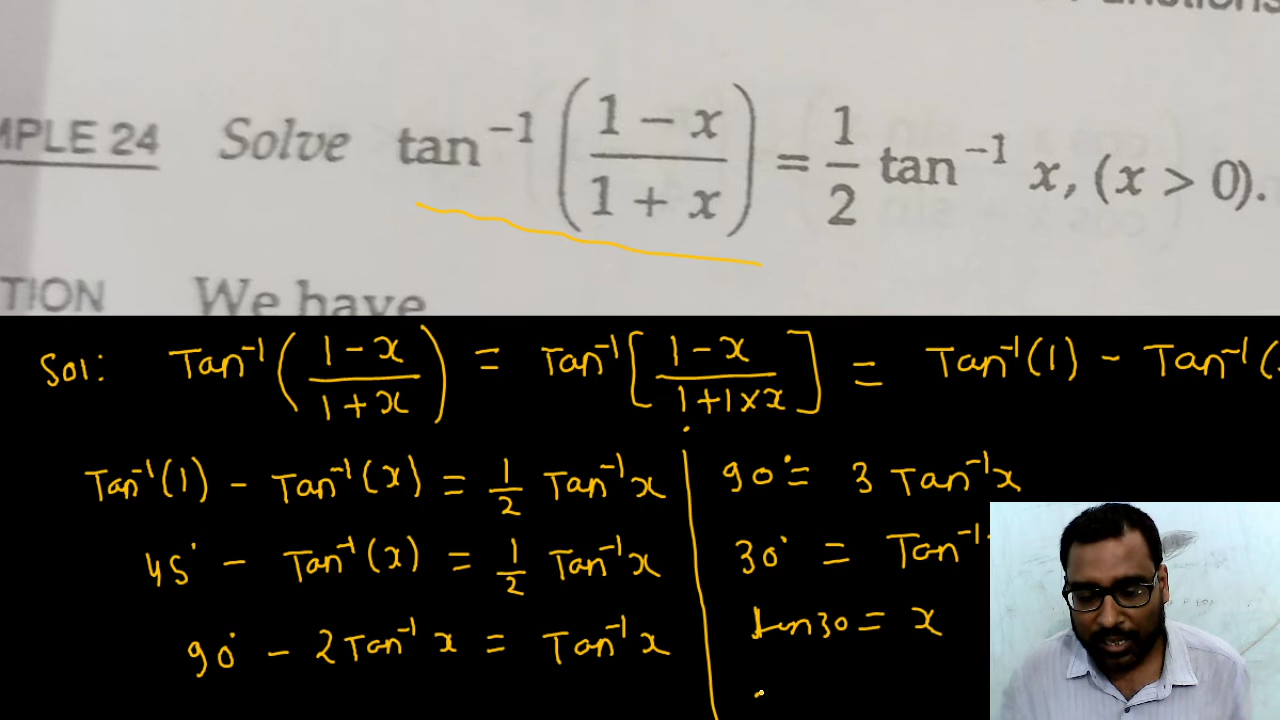 MPLE 24 Solve tan⁻¹ ((1 − x)/(1 + x)) = 1/2 tan⁻¹ x, (x > 0).
TION We have
Sol: Tan⁻¹((1−x)/(1+x)) = Tan⁻¹[(1−x)/(1+1×x)] = Tan⁻¹(1) − Tan⁻¹(
Tan⁻¹(1) − Tan⁻¹(x) = 1/2 Tan⁻¹x
45° − Tan⁻¹(x) = 1/2 Tan⁻¹x
90° − 2Tan⁻¹x = Tan⁻¹x
90° = 3 Tan⁻¹x
30° = Tan⁻¹
tan30 = x